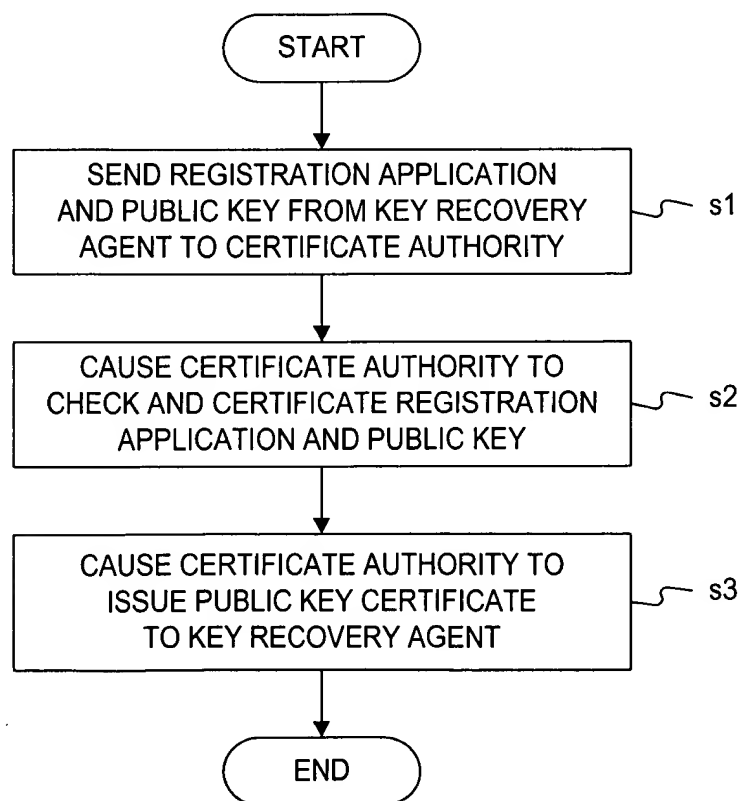 START
SEND REGISTRATION APPLICATION
AND PUBLIC KEY FROM KEY RECOVERY
AGENT TO CERTIFICATE AUTHORITY
s1
CAUSE CERTIFICATE AUTHORITY TO
CHECK AND CERTIFICATE REGISTRATION
APPLICATION AND PUBLIC KEY
s2
CAUSE CERTIFICATE AUTHORITY TO
ISSUE PUBLIC KEY CERTIFICATE
TO KEY RECOVERY AGENT
s3
END